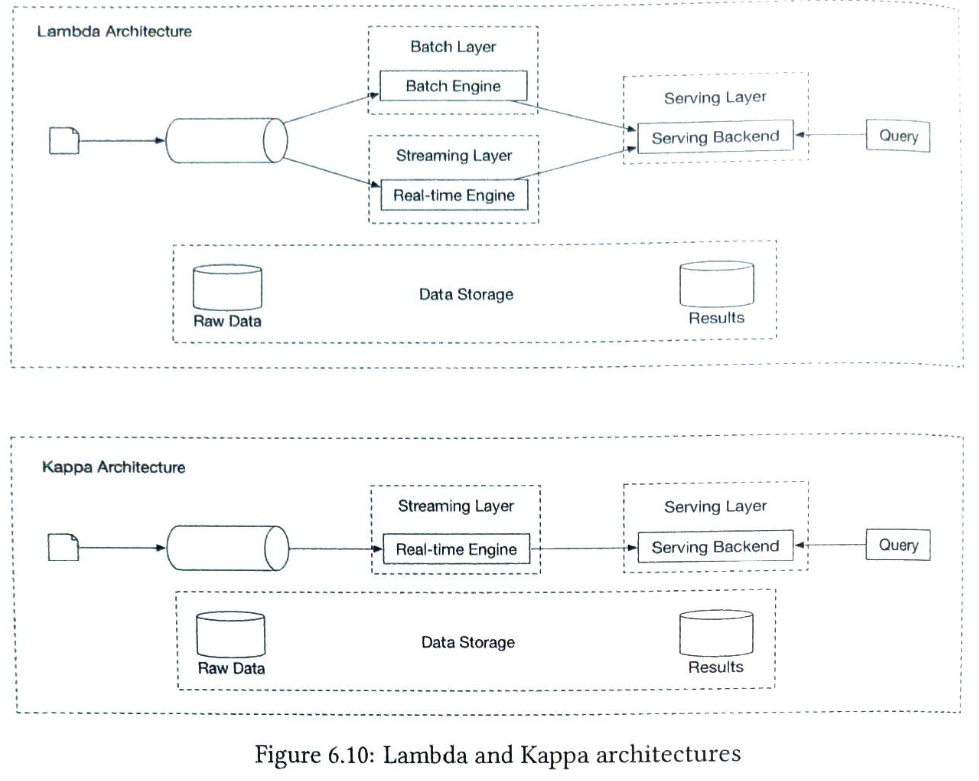 Lambda Architecture
Batch Layer
Batch Engine
Streaming Layer
Real-time Engine
Serving Layer
Serving Backend
Query
Raw Data
Data Storage
Results
Kappa Architecture
Streaming Layer
Real-time Engine
Serving Layer
Serving Backend
Query
Raw Data
Data Storage
Results
Figure 6.10: Lambda and Kappa architectures